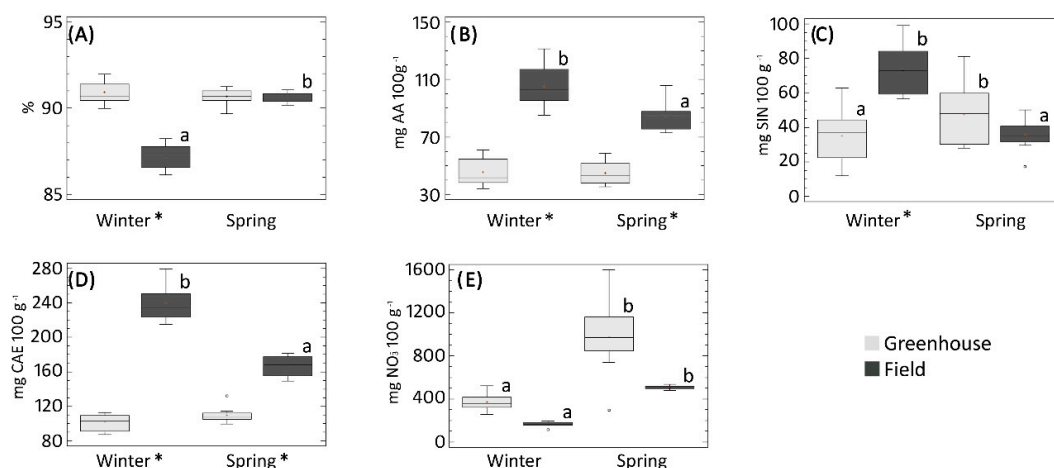 (A)
95
90
85
%
a
b
Winter * Spring
(B)
150
110
70
30
mg AA 100g⁻¹
b
a
Winter * Spring *
(C)
100
80
60
40
20
0
mg SIN 100 g⁻¹
a
b
b
a
Winter * Spring
(D)
280
240
200
160
120
80
mg CAE 100 g⁻¹
b
a
Winter * Spring *
(E)
1600
1200
800
400
0
mg NO₃ 100 g⁻¹
a
a
b
b
Winter Spring
Greenhouse
Field